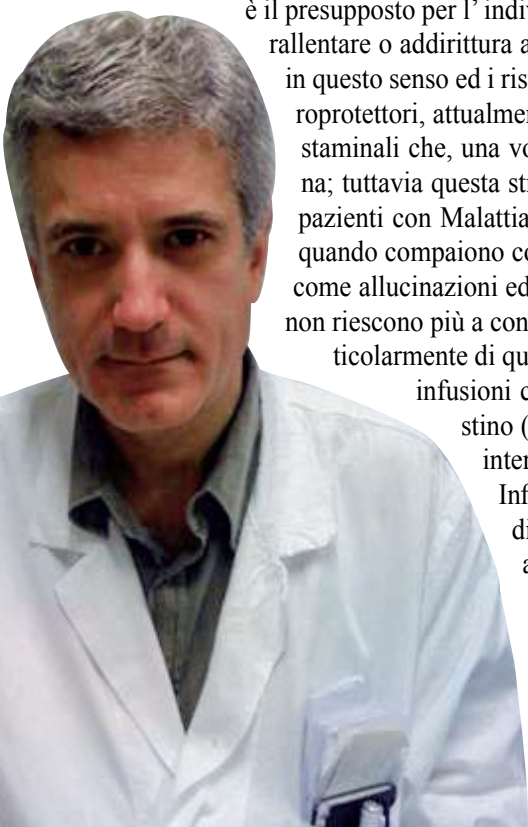 è il presupposto per l’ indiv
rallentare o addirittura a
in questo senso ed i ris
roprotettori, attualmen
staminali che, una vo
na; tuttavia questa st
pazienti con Malattia
quando compaiono co
come allucinazioni ed
non riescono più a con
ticolarmente di qu
infusioni c
stino (
inter
Inf
di
a